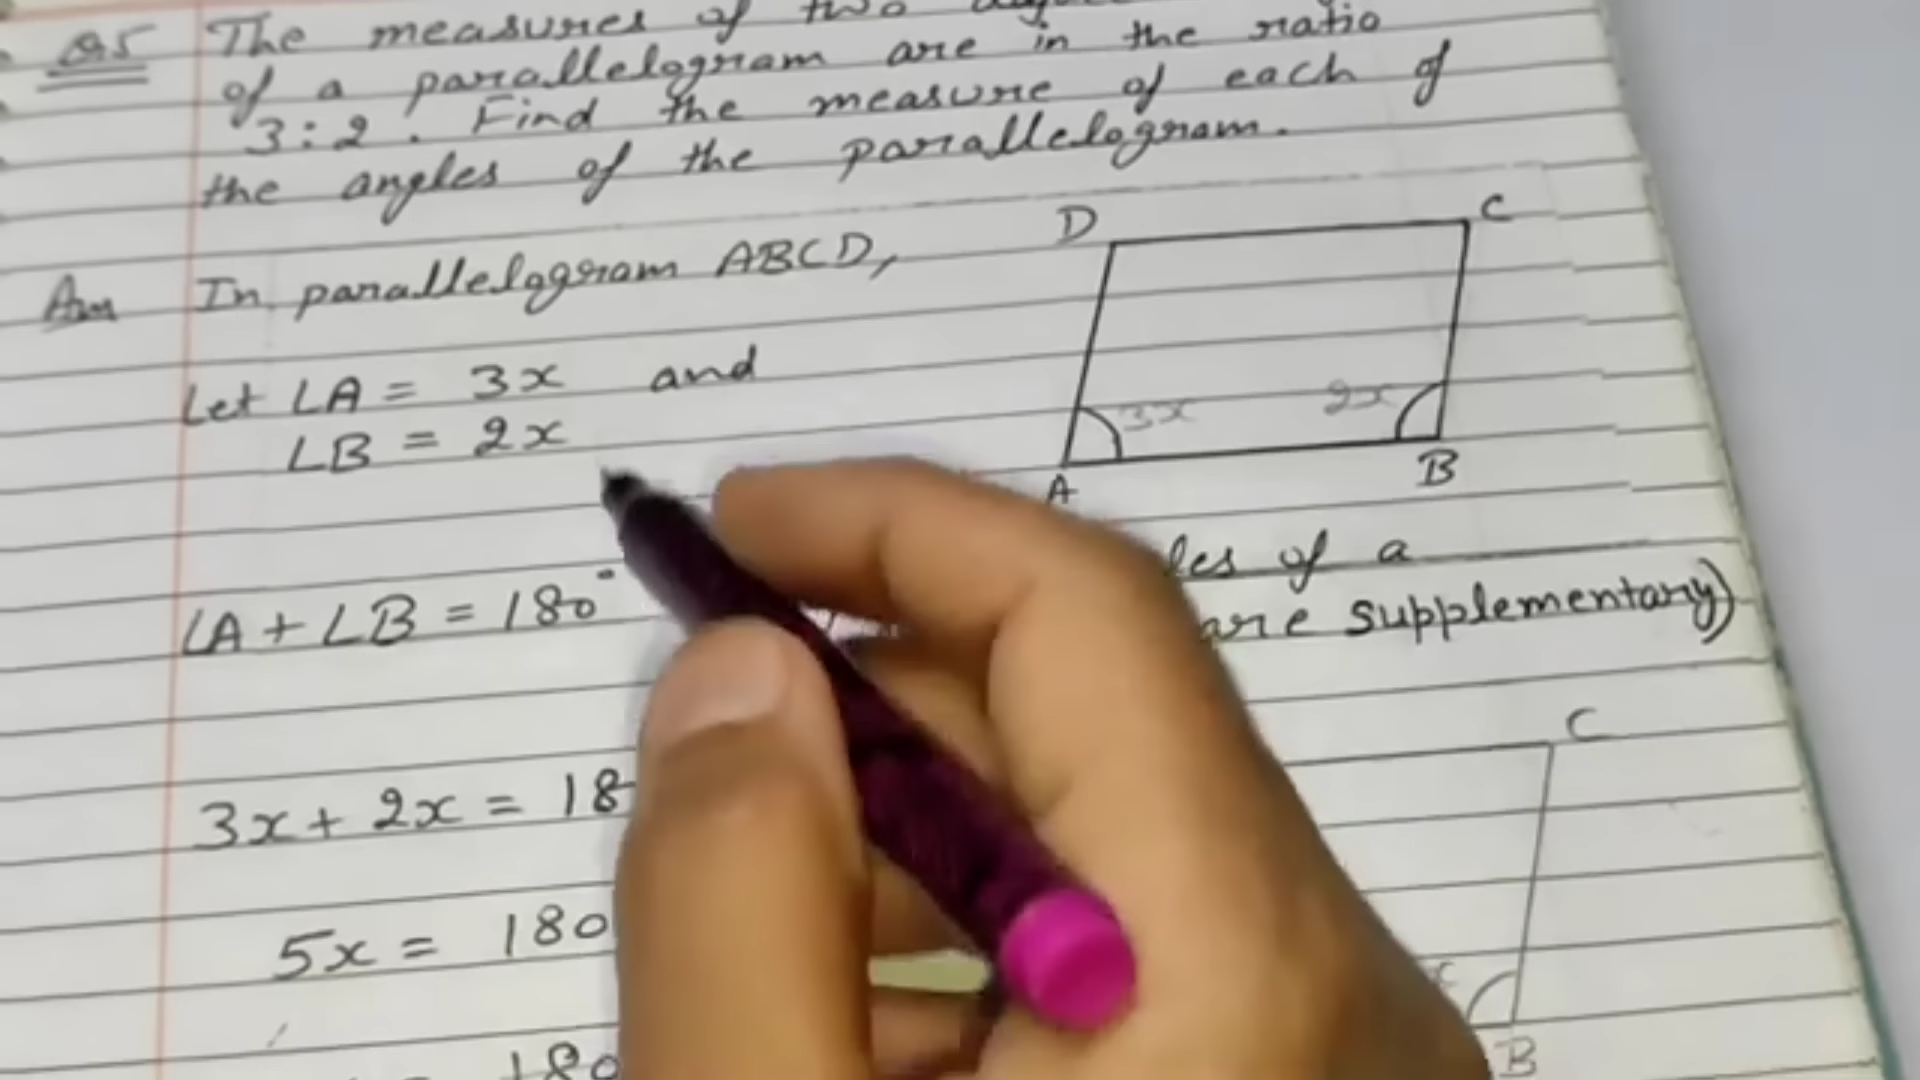 Q.5 The measures of two
of a parallelogram are in the ratio
3:2. Find the measure of each of
the angles of the parallelogram.
Ans In parallelogram ABCD,
D C
Let ∠A = 3x and
∠B = 2x
3x 2x
A B
les of a
∠A + ∠B = 180°
are supplementary)
C
3x + 2x = 18
5x = 180
B
180